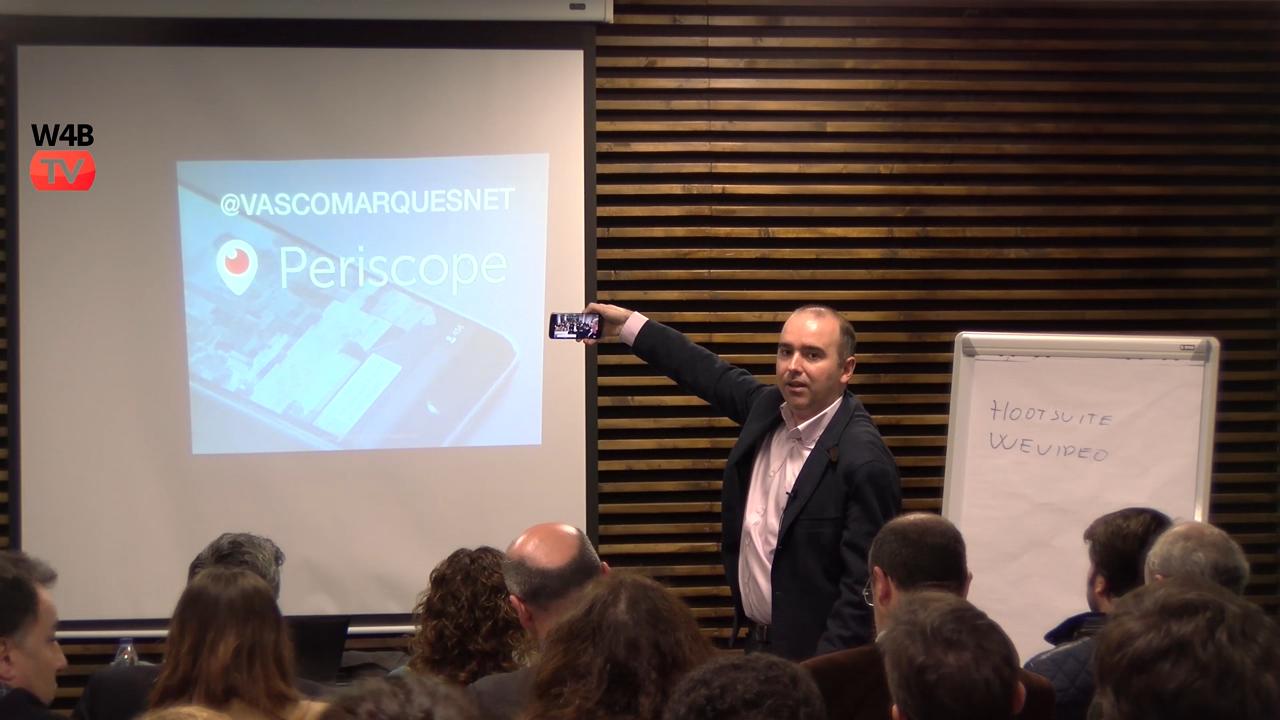 W4B
TV
@VASCOMARQUESNET
Periscope
HOOTSUITE
WEVIDEO